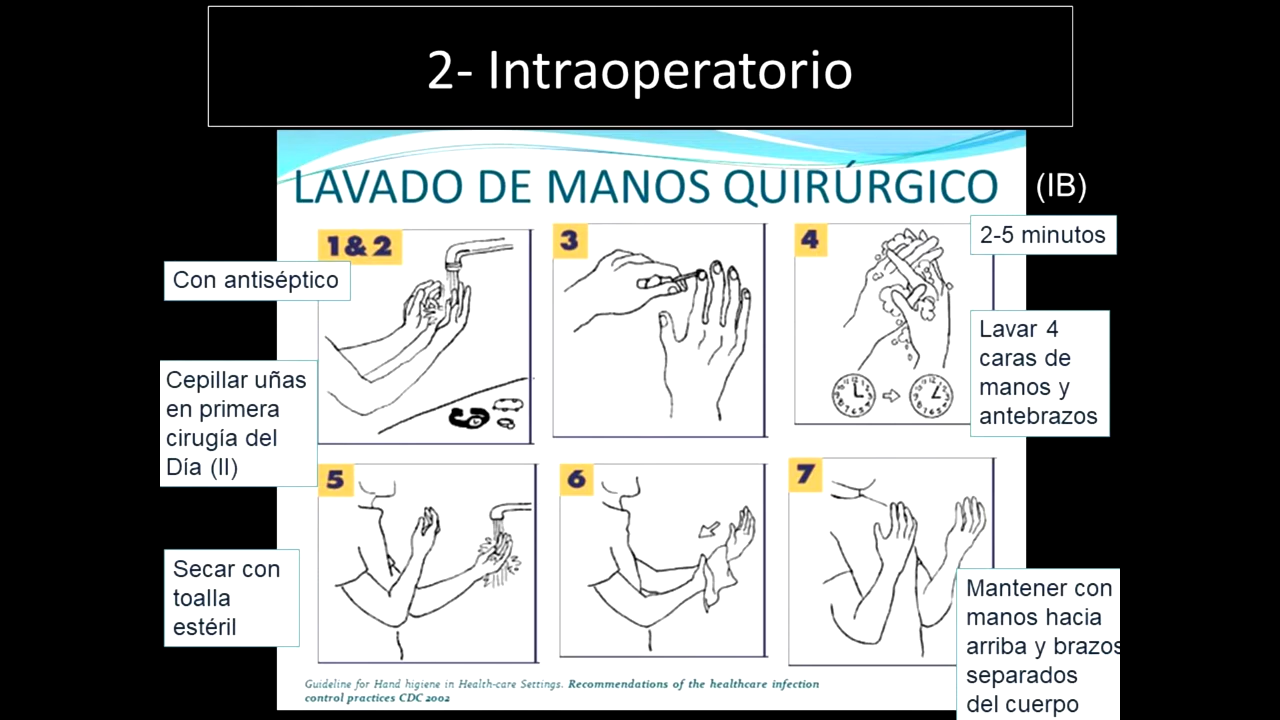 2- Intraoperatorio
LAVADO DE MANOS QUIRÚRGICO
(IB)
1 & 2
3
4
2-5 minutos
Con antiséptico
Lavar 4
caras de
manos y
antebrazos
Cepillar uñas
en primera
cirugía del
Día (II)
5
6
7
Secar con
toalla
estéril
Mantener con
manos hacia
arriba y brazos
separados
del cuerpo
Guideline for Hand higiene in Health-care Settings. Recommendations of the healthcare infection
control practices CDC 2002